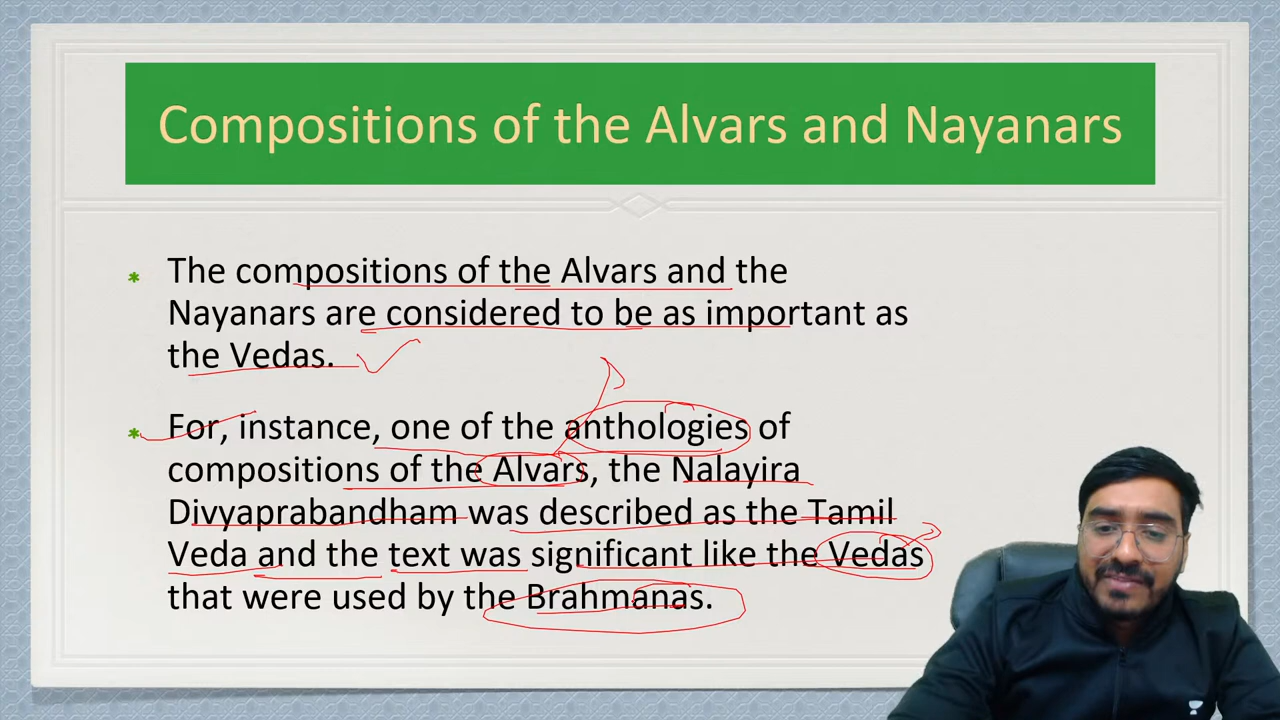 Compositions of the Alvars and Nayanars
The compositions of the Alvars and the
Nayanars are considered to be as important as
the Vedas.
For, instance, one of the anthologies of
compositions of the Alvars, the Nalayira
Divyaprabandham was described as the Tamil
Veda and the text was significant like the Vedas
that were used by the Brahmanas.